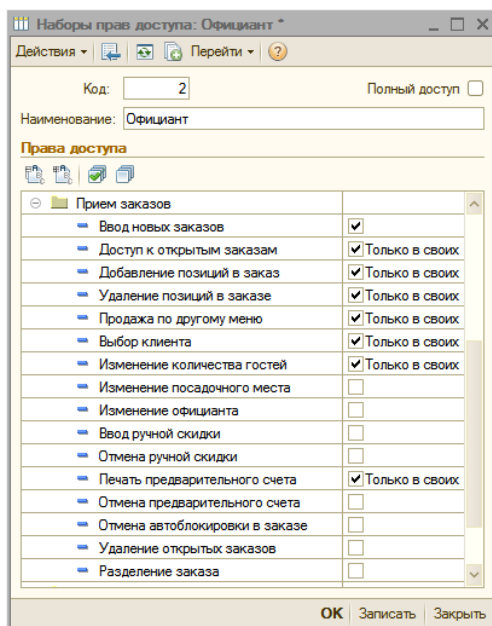 Наборы прав доступа: Официант *
Действия Перейти
Код: 2 Полный доступ
Наименование: Официант
Права доступа
Прием заказов
Ввод новых заказов
Доступ к открытым заказам Только в своих
Добавление позиций в заказ Только в своих
Удаление позиций в заказе Только в своих
Продажа по другому меню Только в своих
Выбор клиента Только в своих
Изменение количества гостей Только в своих
Изменение посадочного места
Изменение официанта
Ввод ручной скидки
Отмена ручной скидки
Печать предварительного счета Только в своих
Отмена предварительного счета
Отмена автоблокировки в заказе
Удаление открытых заказов
Разделение заказа
OK Записать Закрыть